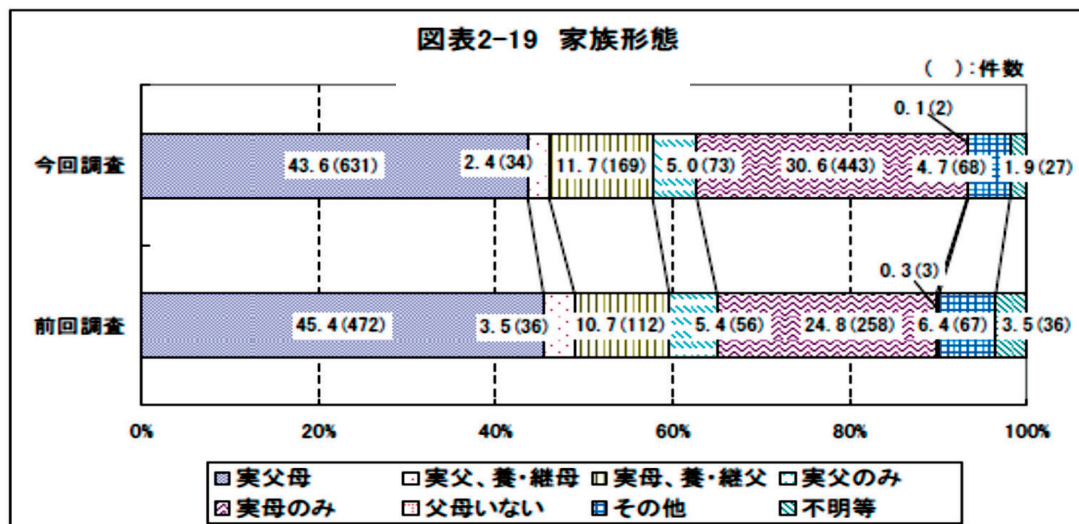 図表2-19 家族形態
( ):件数
0.1(2)
今回調査 43.6(631) 2.4(34) 11.7(169) 5.0(73) 30.6(443) 4.7(68) 1.9(27)
0.3(3)
前回調査 45.4(472) 3.5(36) 10.7(112) 5.4(56) 24.8(258) 6.4(67) 3.5(36)
0% 20% 40% 60% 80% 100%
実父母 実父、養・継母 実母、養・継父 実父のみ
実母のみ 父母いない その他 不明等